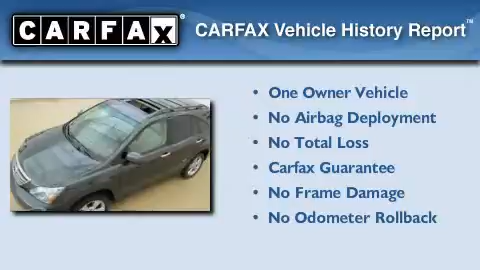 CARFAX® CARFAX Vehicle History Report™
• One Owner Vehicle
• No Airbag Deployment
• No Total Loss
• Carfax Guarantee
• No Frame Damage
• No Odometer Rollback